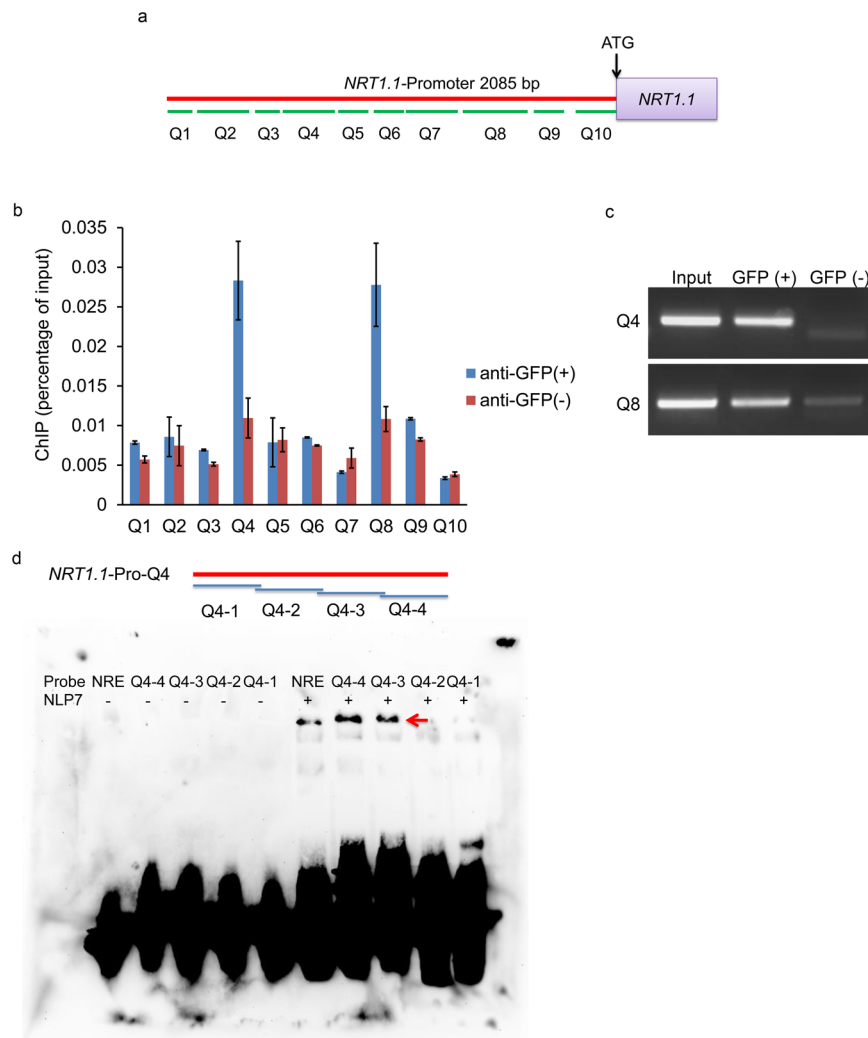 a
ATG
NRT1.1-Promoter 2085 bp
NRT1.1
Q1 Q2 Q3 Q4 Q5 Q6 Q7 Q8 Q9 Q10
b
ChIP (percentage of input)
0.035
0.03
0.025
0.02
0.015
0.01
0.005
0
Q1 Q2 Q3 Q4 Q5 Q6 Q7 Q8 Q9 Q10
anti-GFP(+)
anti-GFP(-)
c
Input GFP (+) GFP (-)
Q4
Q8
d
NRT1.1-Pro-Q4
Q4-1 Q4-2 Q4-3 Q4-4
Probe NRE Q4-4 Q4-3 Q4-2 Q4-1 NRE Q4-4 Q4-3 Q4-2 Q4-1
NLP7 - - - - - + + + + +